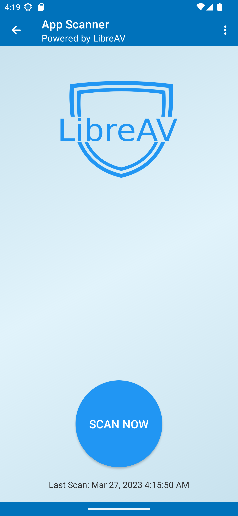 4:19
App Scanner
Powered by LibreAV
LibreAV
SCAN NOW
Last Scan: Mar 27, 2023 4:15:50 AM